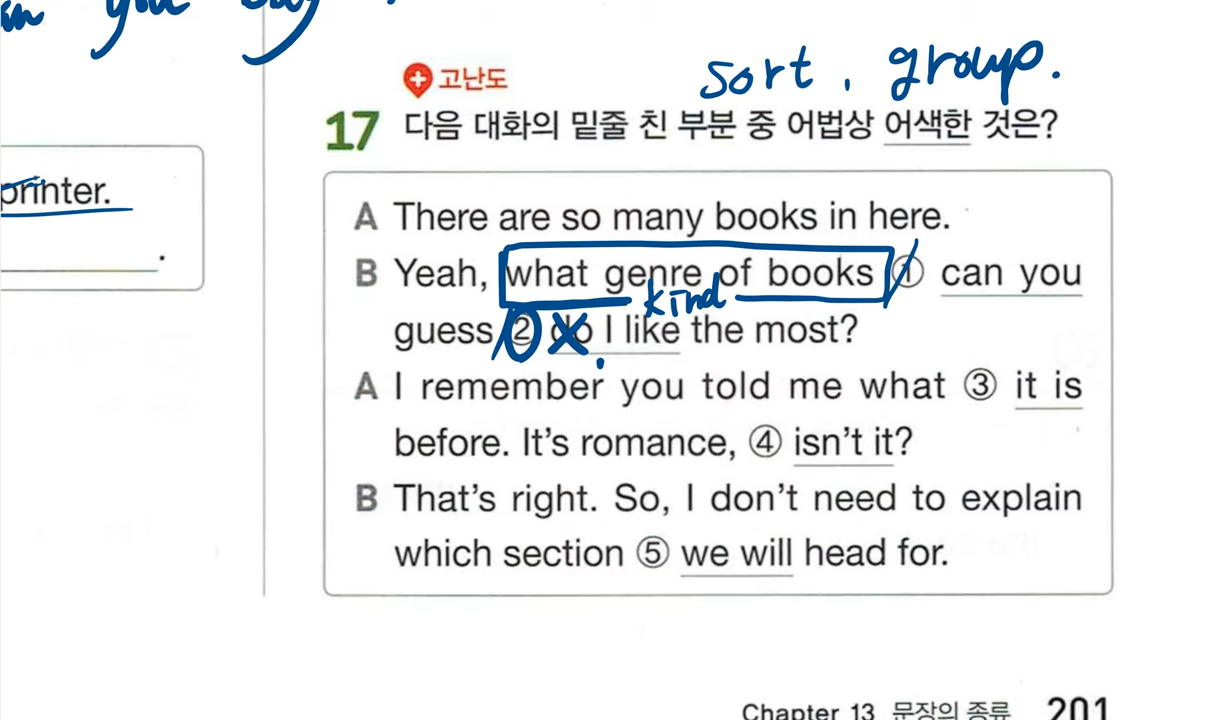 you
sort, group.
고난도
17 다음 대화의 밑줄 친 부분 중 어법상 어색한 것은?
printer.
A There are so many books in here.
B Yeah, what genre of books ① can you
kind
guess ② do I like the most?
A I remember you told me what ③ it is
before. It's romance, ④ isn't it?
B That's right. So, I don't need to explain
which section ⑤ we will head for.
Chapter 13 문장의 종류 201